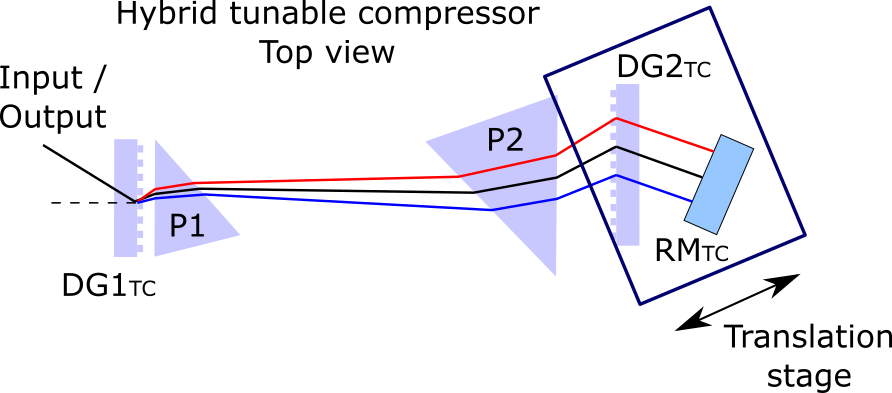 Hybrid tunable compressor
Top view
Input /
Output
DG2TC
P2
P1
RMTC
DG1TC
Translation
stage